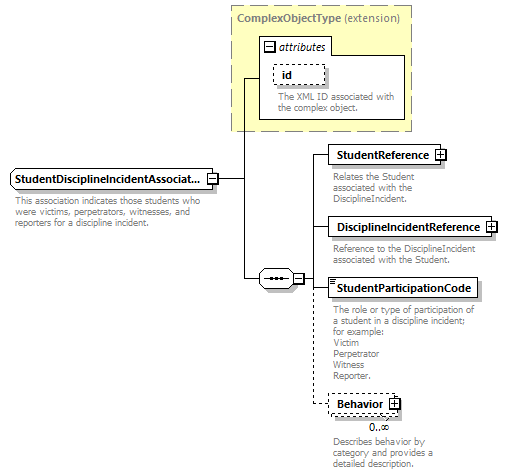 ComplexObjectType (extension)
attributes
id
The XML ID associated with
the complex object.
StudentDisciplineIncidentAssociat...
This association indicates those students who
were victims, perpetrators, witnesses, and
reporters for a discipline incident.
StudentReference
Relates the Student
associated with the
DisciplineIncident.
DisciplineIncidentReference
Reference to the DisciplineIncident
associated with the Student.
StudentParticipationCode
The role or type of participation of
a student in a discipline incident;
for example:
Victim
Perpetrator
Witness
Reporter.
Behavior
0..∞
Describes behavior by
category and provides a
detailed description.